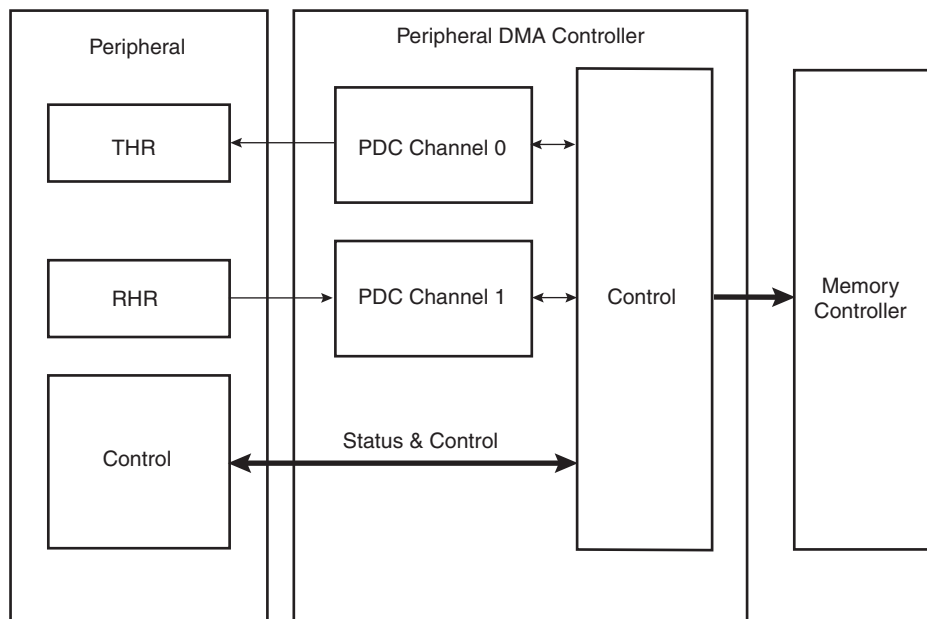 Peripheral
Peripheral DMA Controller
THR
PDC Channel 0
RHR
PDC Channel 1
Control
Memory
Controller
Control
Status & Control